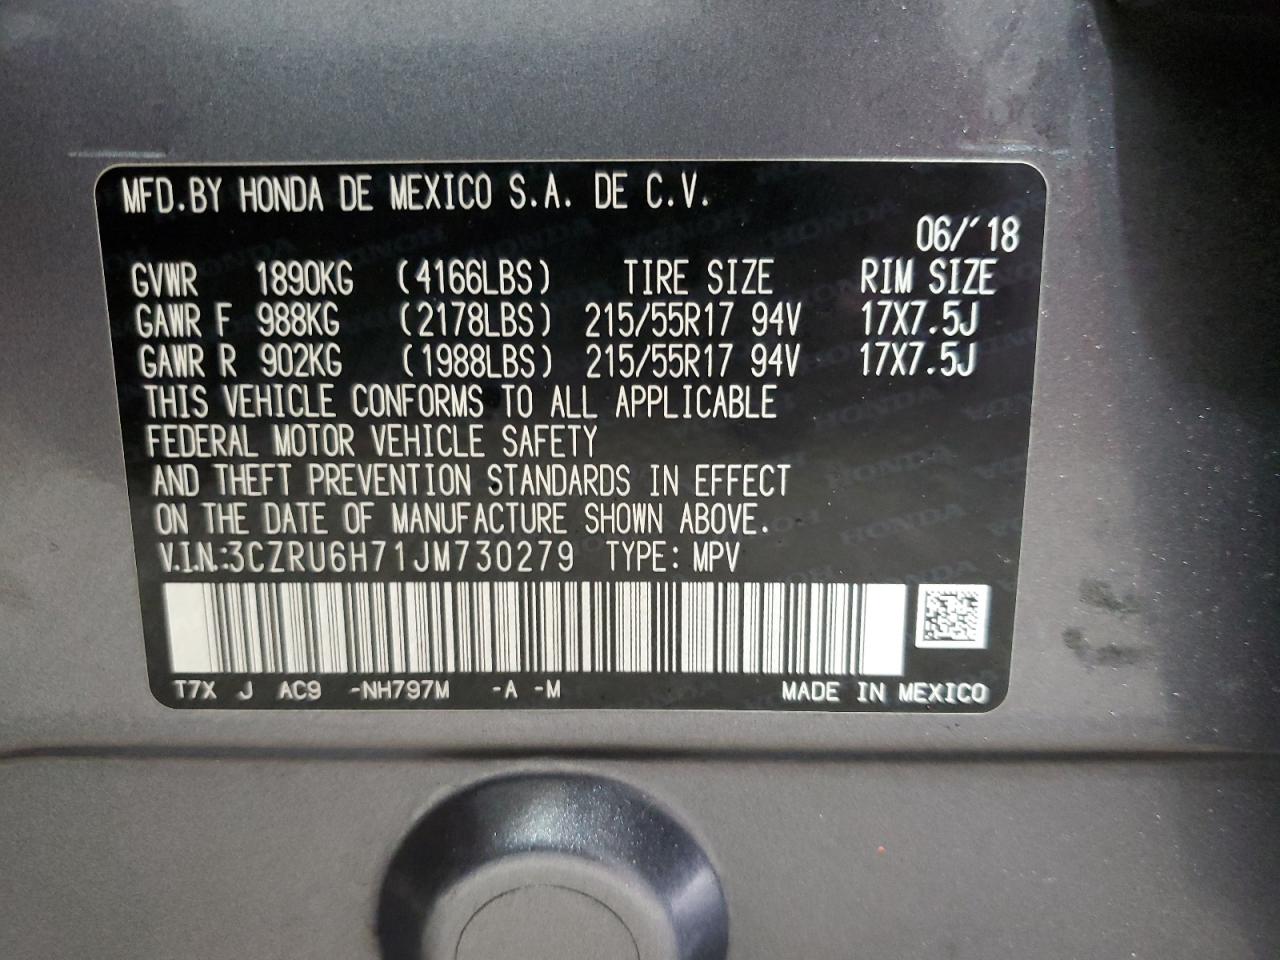 MFD.BY HONDA DE MEXICO S.A. DE C.V.
06/'18
GVWR 1890KG (4166LBS) TIRE SIZE RIM SIZE
GAWR F 988KG (2178LBS) 215/55R17 94V 17X7.5J
GAWR R 902KG (1988LBS) 215/55R17 94V 17X7.5J
THIS VEHICLE CONFORMS TO ALL APPLICABLE
FEDERAL MOTOR VEHICLE SAFETY
AND THEFT PREVENTION STANDARDS IN EFFECT
ON THE DATE OF MANUFACTURE SHOWN ABOVE.
V.I.N.:3CZRU6H71JM730279 TYPE: MPV
T7X J AC9 -NH797M -A -M MADE IN MEXICO